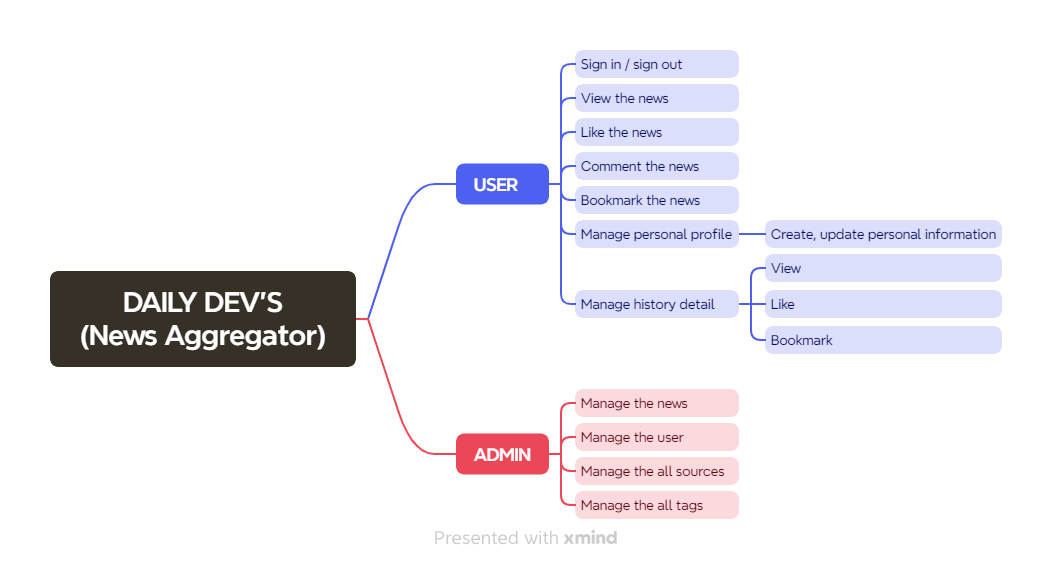 DAILY DEV'S
(News Aggregator)
USER
Sign in / sign out
View the news
Like the news
Comment the news
Bookmark the news
Manage personal profile
Create, update personal information
Manage history detail
View
Like
Bookmark
ADMIN
Manage the news
Manage the user
Manage the all sources
Manage the all tags
Presented with xmind